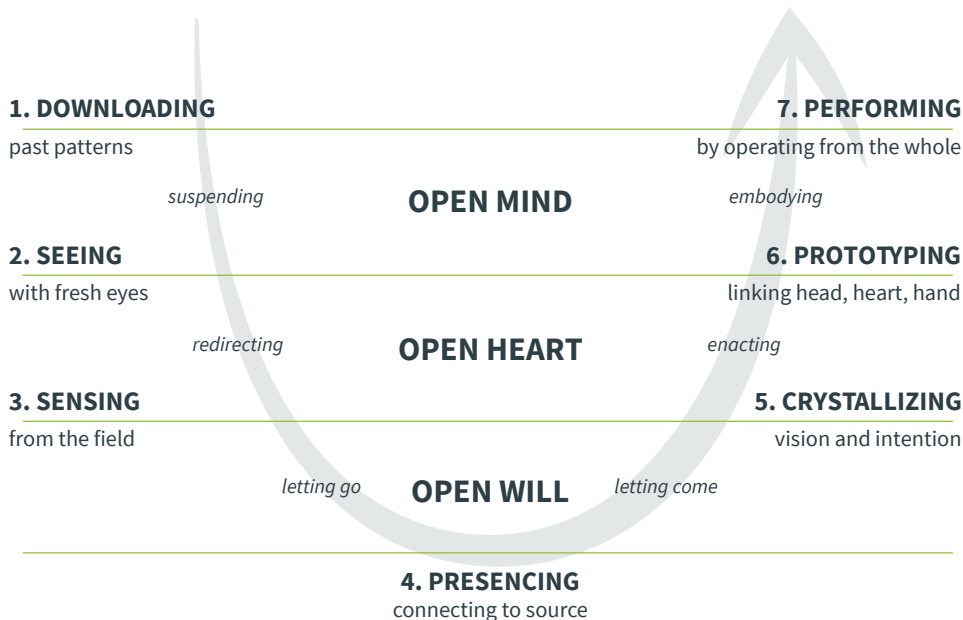 1. DOWNLOADING
7. PERFORMING
past patterns
by operating from the whole
suspending
OPEN MIND
embodying
2. SEEING
6. PROTOTYPING
with fresh eyes
linking head, heart, hand
redirecting
OPEN HEART
enacting
3. SENSING
5. CRYSTALLIZING
from the field
vision and intention
letting go
OPEN WILL
letting come
4. PRESENCING
connecting to source